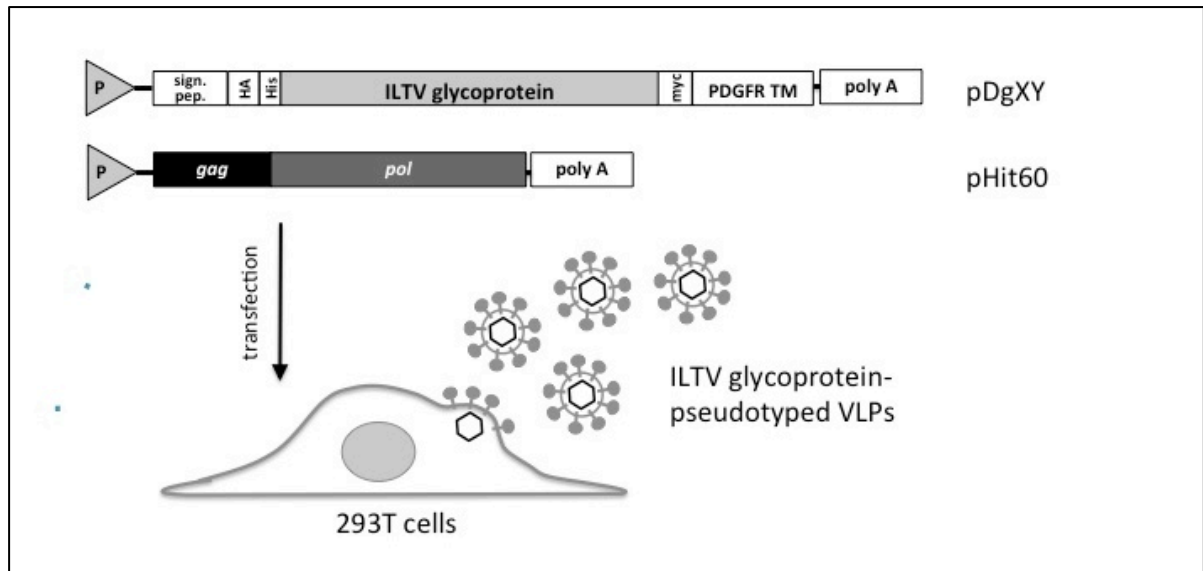 P sign. pep. HA His ILTV glycoprotein myc PDGFR TM poly A pDgXY
P gag pol poly A pHit60
transfection
ILTV glycoprotein-
pseudotyped VLPs
293T cells